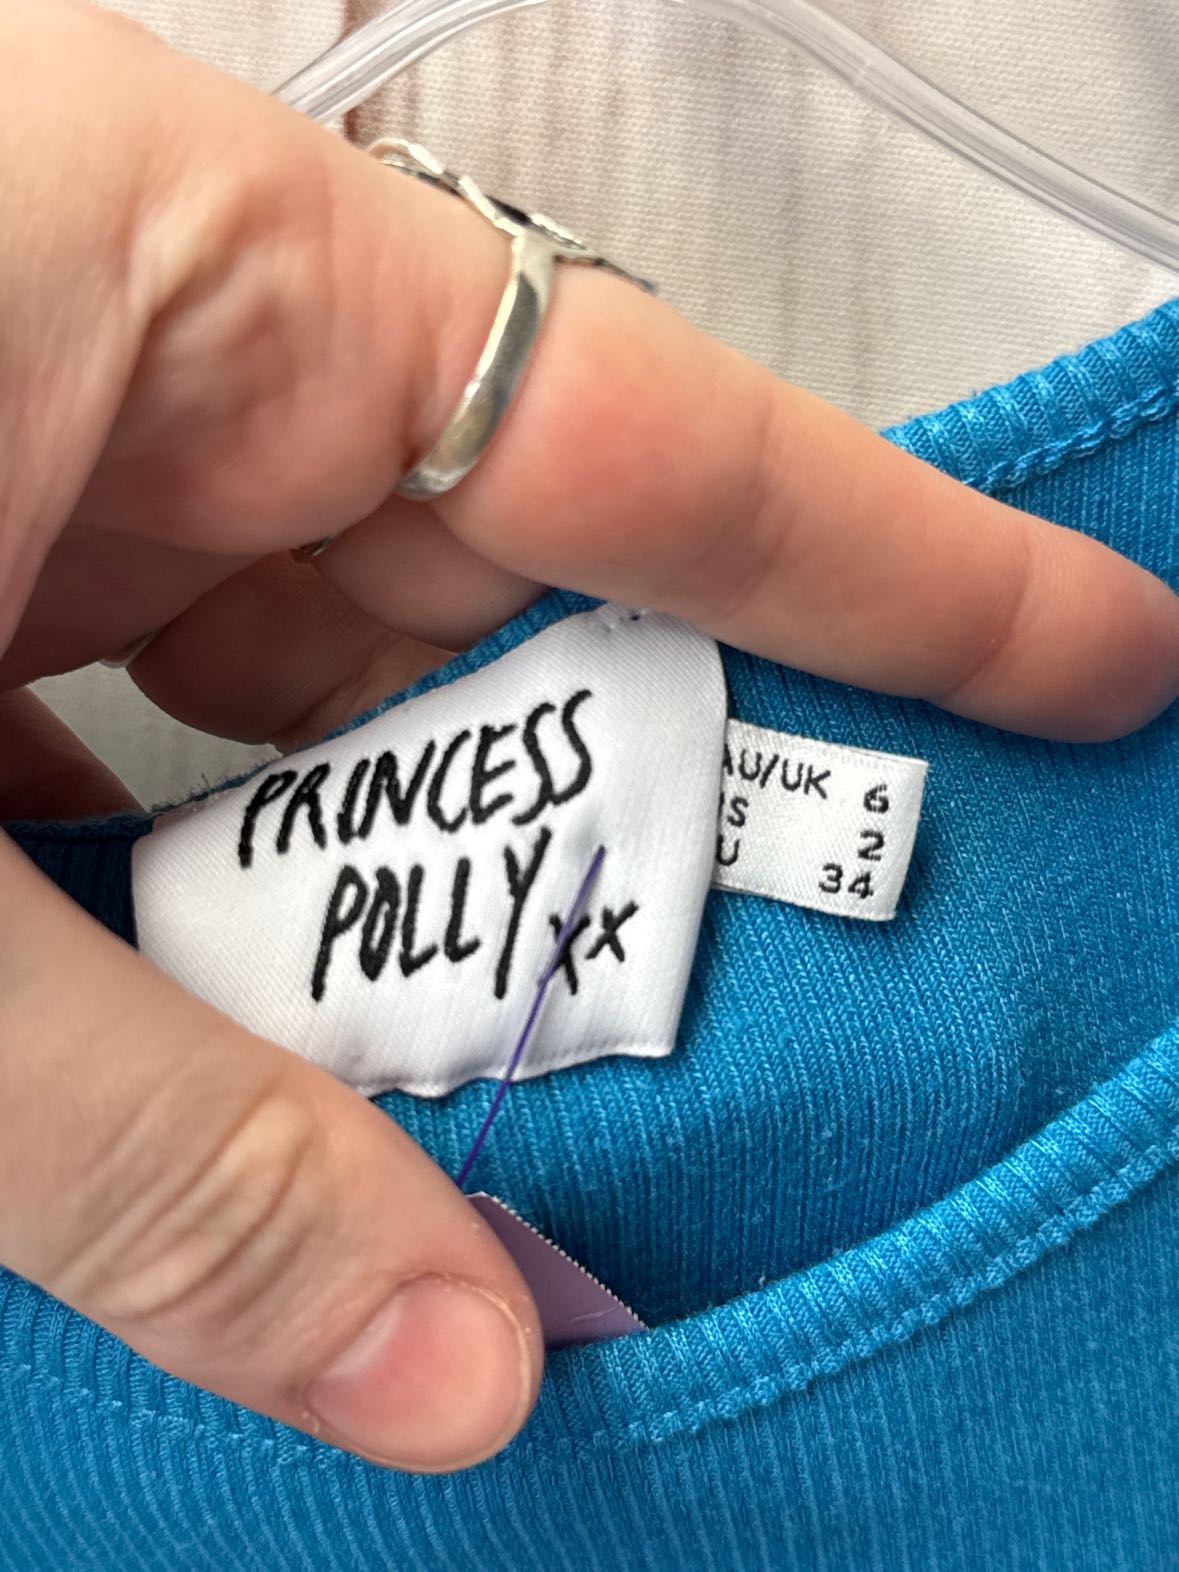 PRINCESS
POLLY xx
AU/UK 6
S 2
U 34